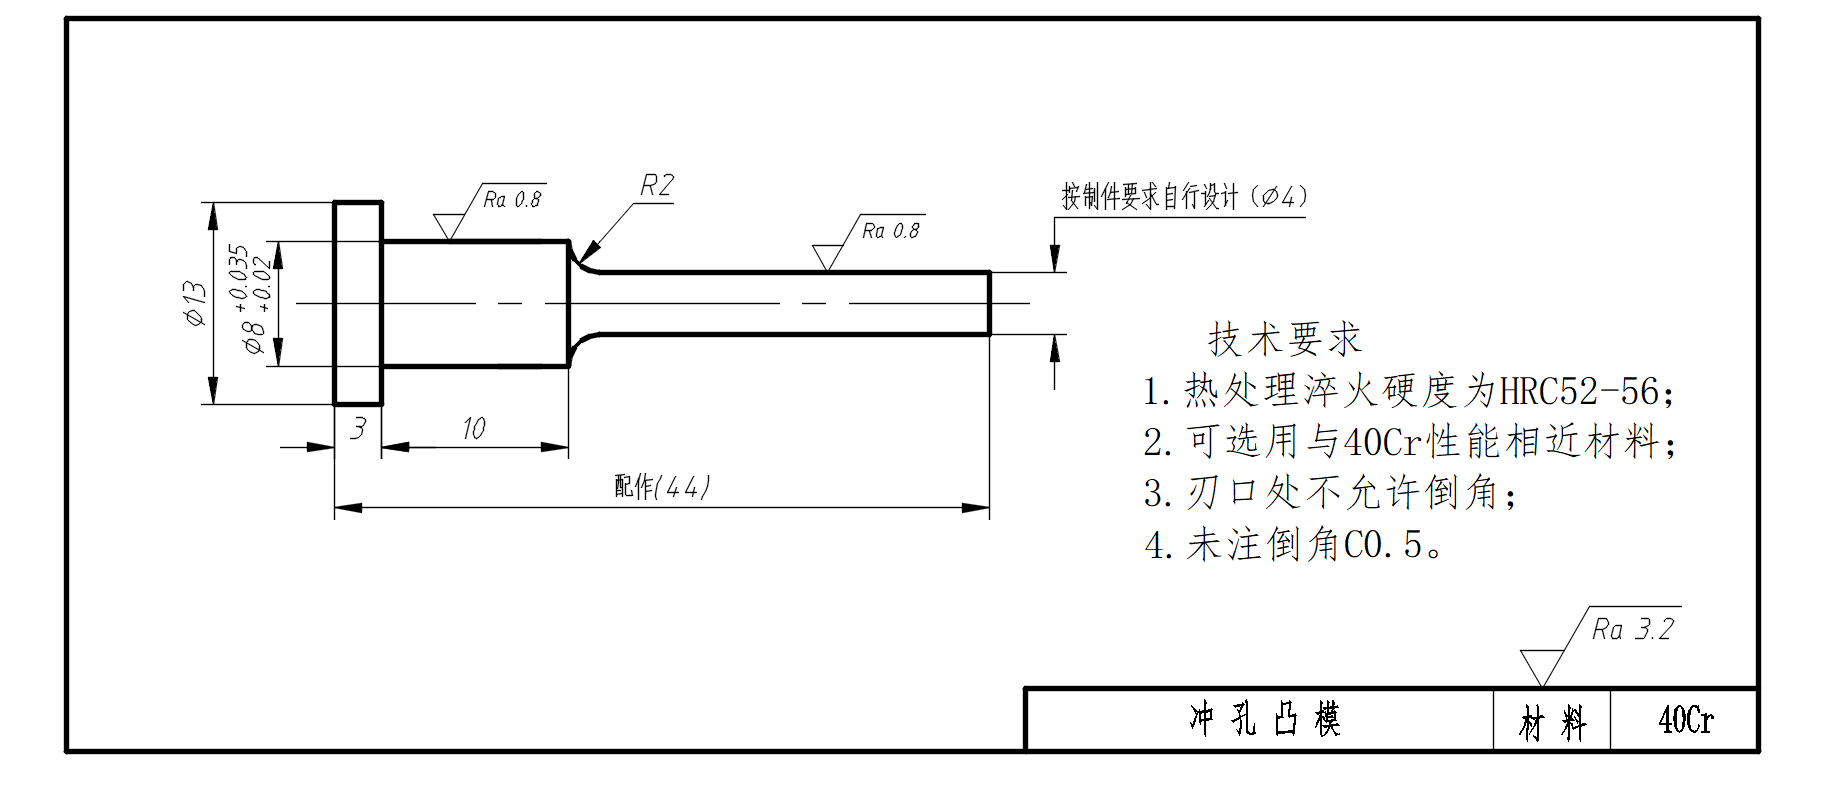 R2
Ra 0.8
Ra 0.8
按制件要求自行设计(Ø4)
Ø13
Ø8 +0.035
+0.02
3
10
配作(44)
技术要求
1.热处理淬火硬度为HRC52-56;
2.可选用与40Cr性能相近材料;
3.刃口处不允许倒角;
4.未注倒角C0.5。
Ra 3.2
冲孔凸模 材料 40Cr